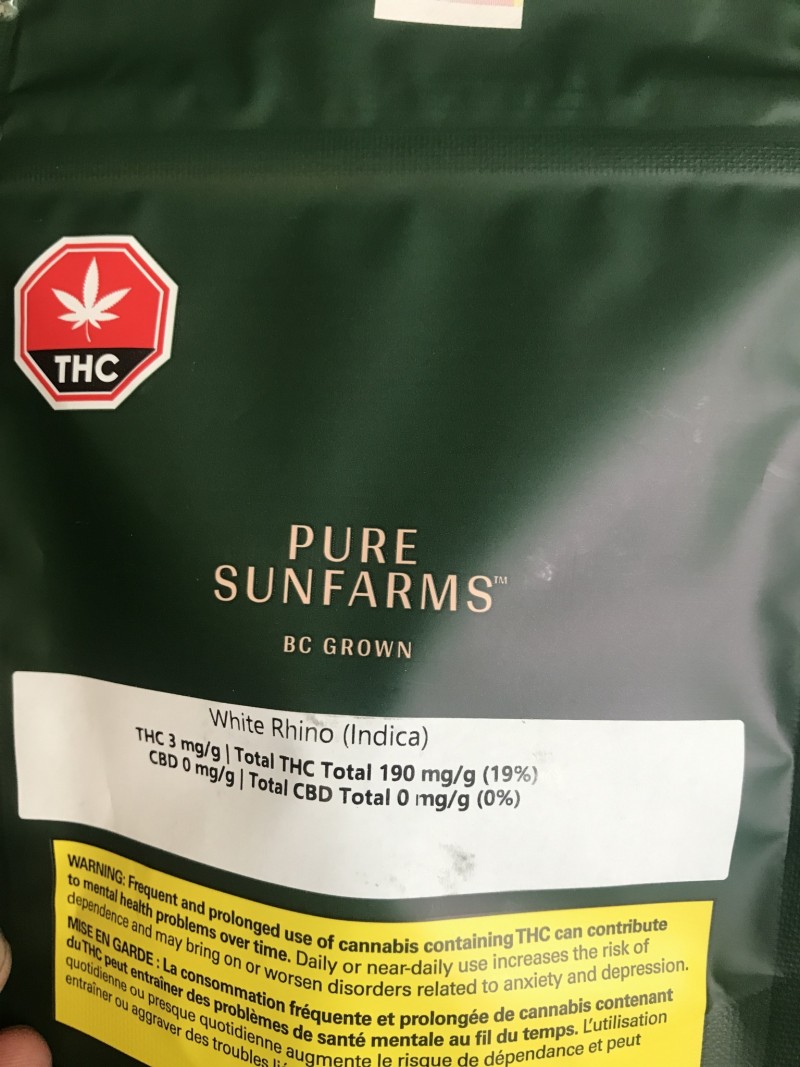 THC
PURE
SUNFARMS™
BC GROWN
White Rhino (Indica)
THC 3 mg/g | Total THC Total 190 mg/g (19%)
CBD 0 mg/g | Total CBD Total 0 mg/g (0%)
WARNING: Frequent and prolonged use of cannabis containing THC can contribute
to mental health problems over time. Daily or near-daily use increases the risk of
dependence and may bring on or worsen disorders related to anxiety and depression.
MISE EN GARDE : La consommation fréquente et prolongée de cannabis contenant
du THC peut entraîner des problèmes de santé mentale au fil du temps. L'utilisation
quotidienne ou presque quotidienne augmente le risque de dépendance et peut
entraîner ou aggraver des troubles